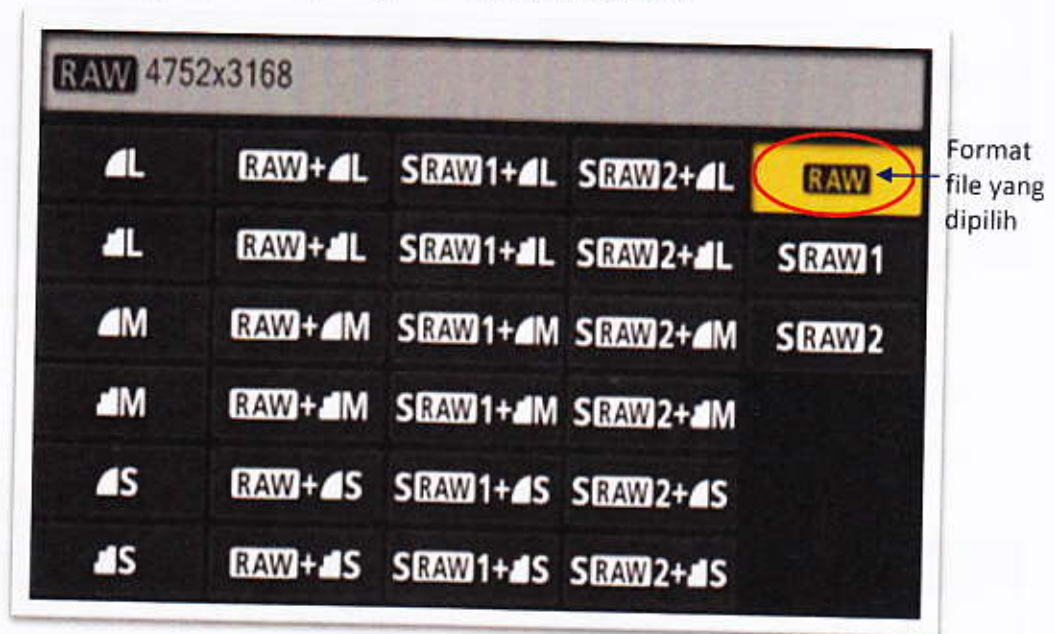 RAW 4752x3168
L RAW+L SRAW1+L SRAW2+L RAW
L RAW+L SRAW1+L SRAW2+L SRAW1
M RAW+M SRAW1+M SRAW2+M SRAW2
M RAW+M SRAW1+M SRAW2+M
S RAW+S SRAW1+S SRAW2+S
S RAW+S SRAW1+S SRAW2+S
Format
file yang
dipilih